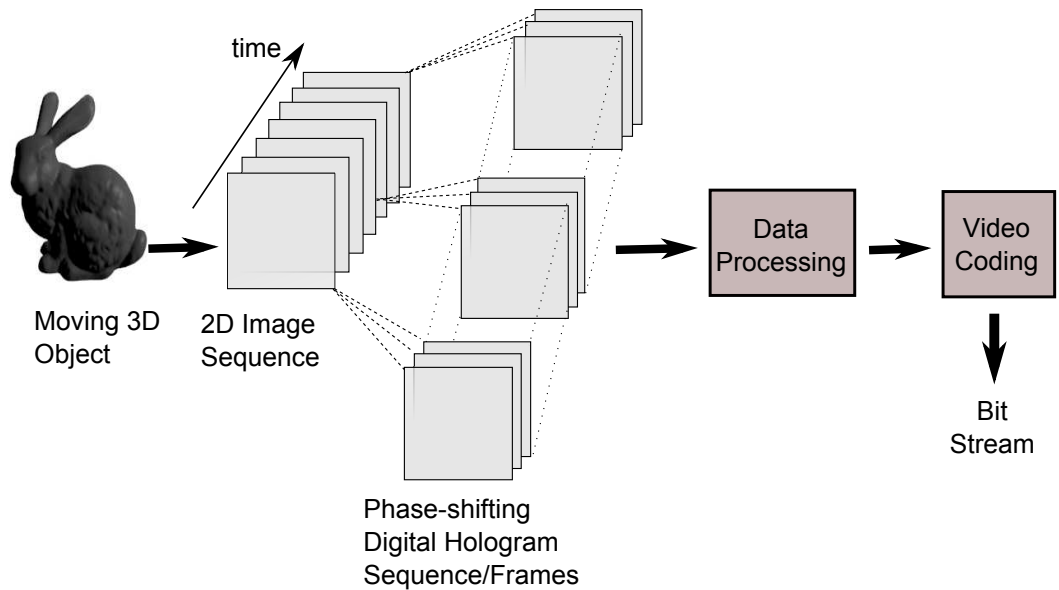 time
Moving 3D
Object
2D Image
Sequence
Phase-shifting
Digital Hologram
Sequence/Frames
Data
Processing
Video
Coding
Bit
Stream